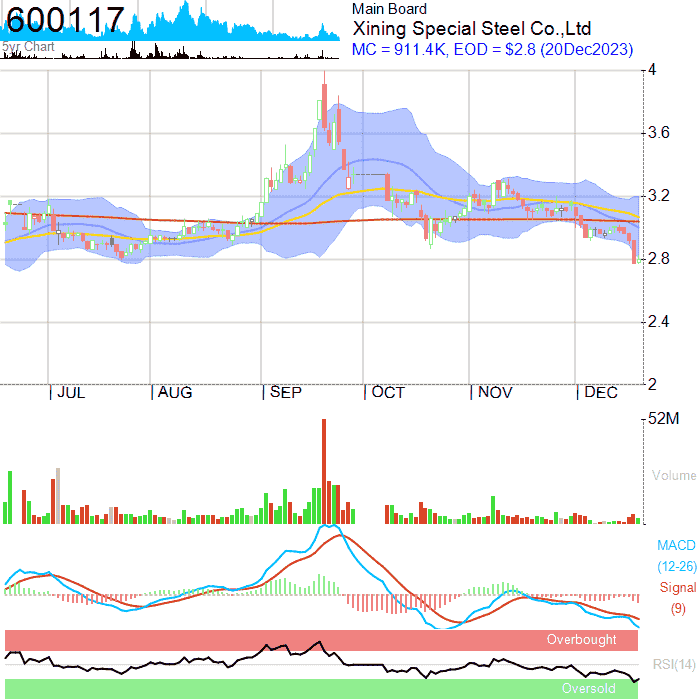 600117
5yr Chart
Main Board
Xining Special Steel Co.,Ltd
MC = 911.4K, EOD = $2.8 (20Dec2023)
4
3.6
3.2
2.8
2.4
2
JUL AUG SEP OCT NOV DEC
52M
Volume
MACD
(12-26)
Signal
(9)
Overbought
RSI(14)
Oversold